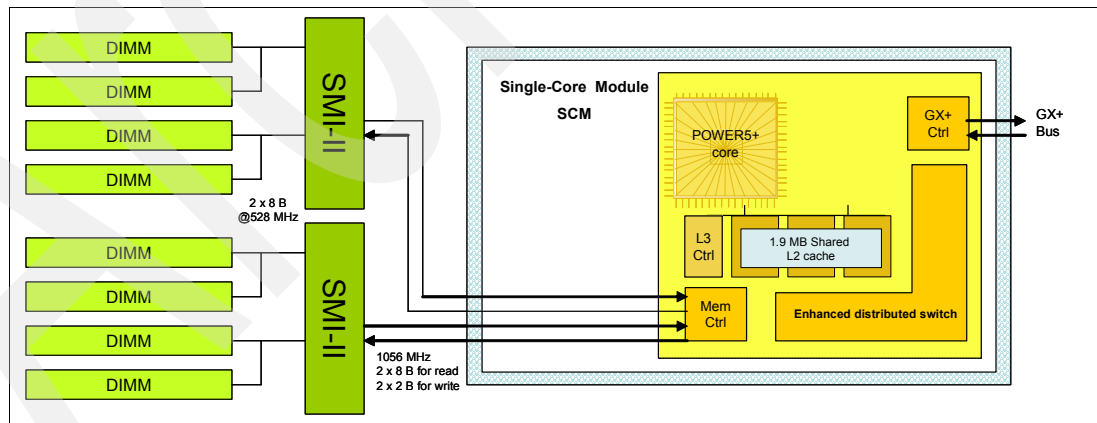 DIMM
DIMM
DIMM
DIMM
SMI-II
2 x 8 B
@528 MHz
DIMM
DIMM
DIMM
DIMM
SMI-II
1056 MHz
2 x 8 B for read
2 x 2 B for write
Single-Core Module
SCM
POWER5+
core
GX+
Ctrl
GX+
Bus
L3
Ctrl
1.9 MB Shared
L2 cache
Mem
Ctrl
Enhanced distributed switch